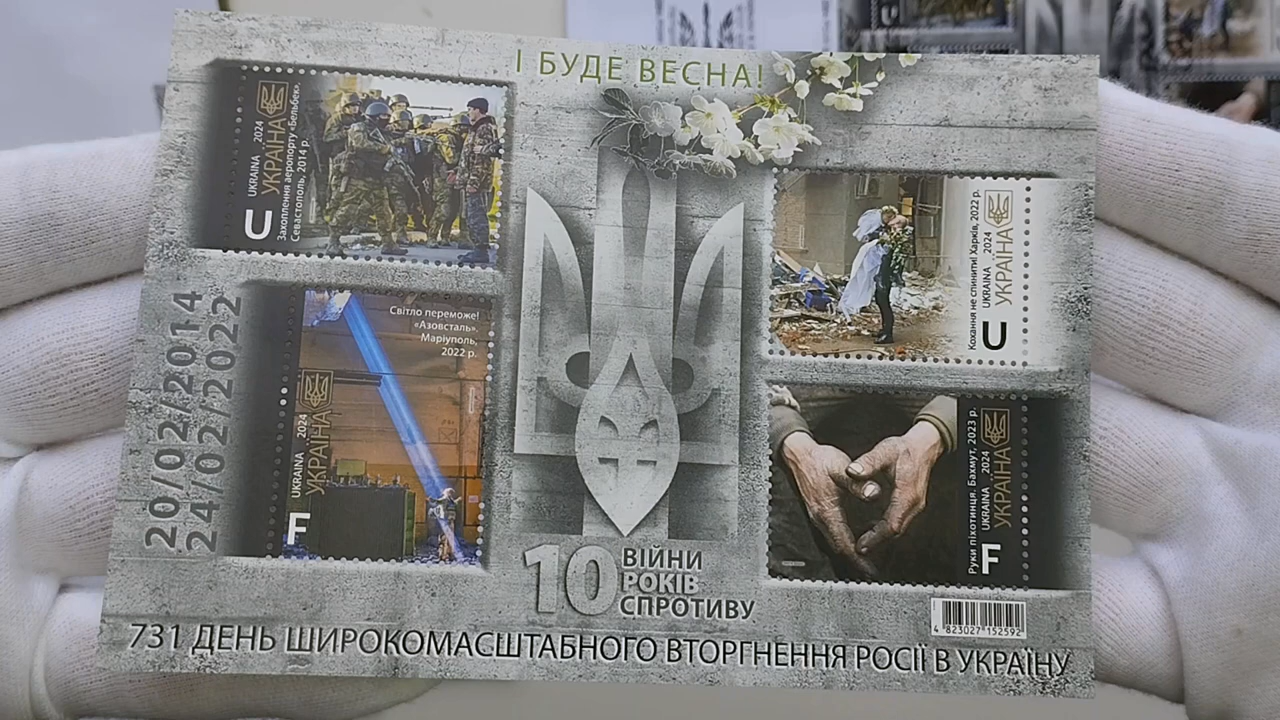 І БУДЕ ВЕСНА!
U
UKRAINA 2024
УКРАЇНА
Захоплення аеропорту «Бельбек»
Севастополь, 2014 р.
Кохання не спинити! Харків, 2022 р.
UKRAINA 2024
УКРАЇНА
U
20/02/2014
24/02/2022
Світло переможе!
«Азовсталь».
Маріуполь,
2022 р.
F
UKRAINA 2024
УКРАЇНА
Руки піхотинця. Бахмут, 2023 р.
UKRAINA 2024
УКРАЇНА
F
10 ВІЙНИ
РОКІВ
СПРОТИВУ
4 823027 152592
731 ДЕНЬ ШИРОКОМАСШТАБНОГО ВТОРГНЕННЯ РОСІЇ В УКРАЇНУ